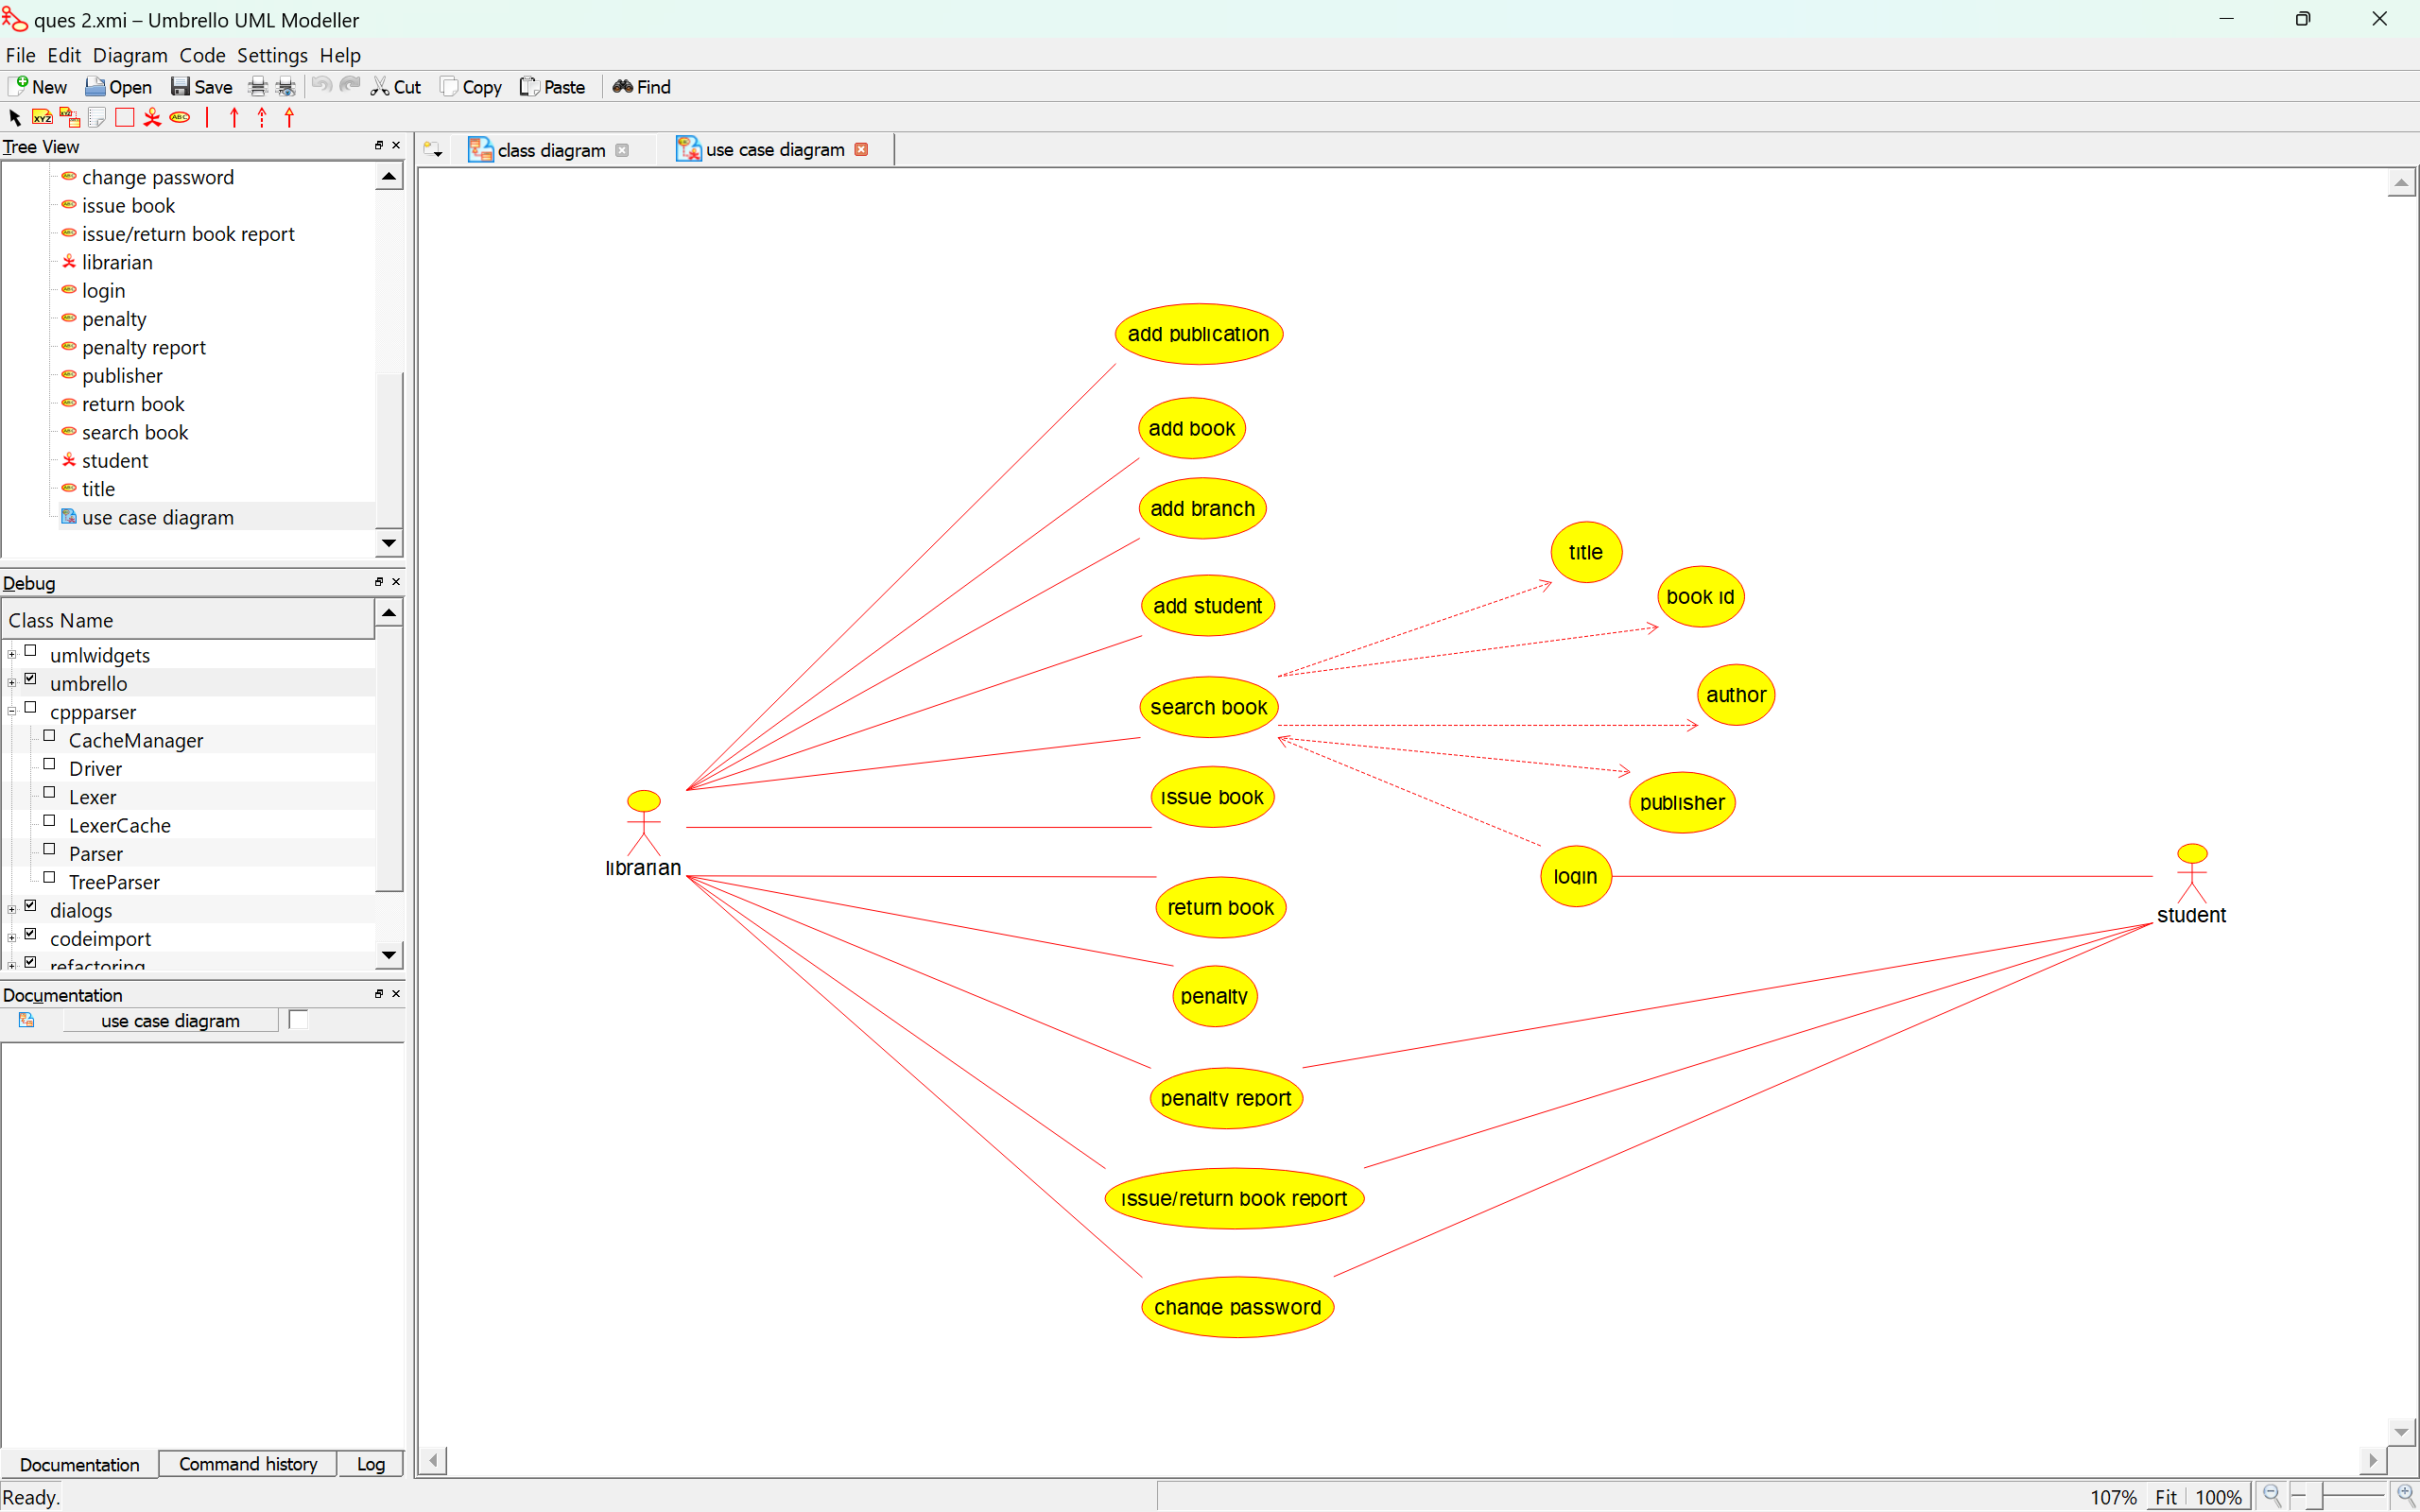 ques 2.xmi – Umbrello UML Modeller
File Edit Diagram Code Settings Help
New Open Save Cut Copy Paste Find
Tree View
class diagram
use case diagram
change password
issue book
issue/return book report
librarian
login
penalty
penalty report
publisher
return book
search book
student
title
use case diagram
Debug
Class Name
umlwidgets
umbrello
cppparser
CacheManager
Driver
Lexer
LexerCache
Parser
TreeParser
dialogs
codeimport
refactoring
Documentation
use case diagram
Documentation
Command history
Log
add publication
add book
add branch
add student
search book
issue book
return book
penalty
penalty report
issue/return book report
change password
title
book id
author
publisher
login
librarian
student
Ready.
107% Fit 100%